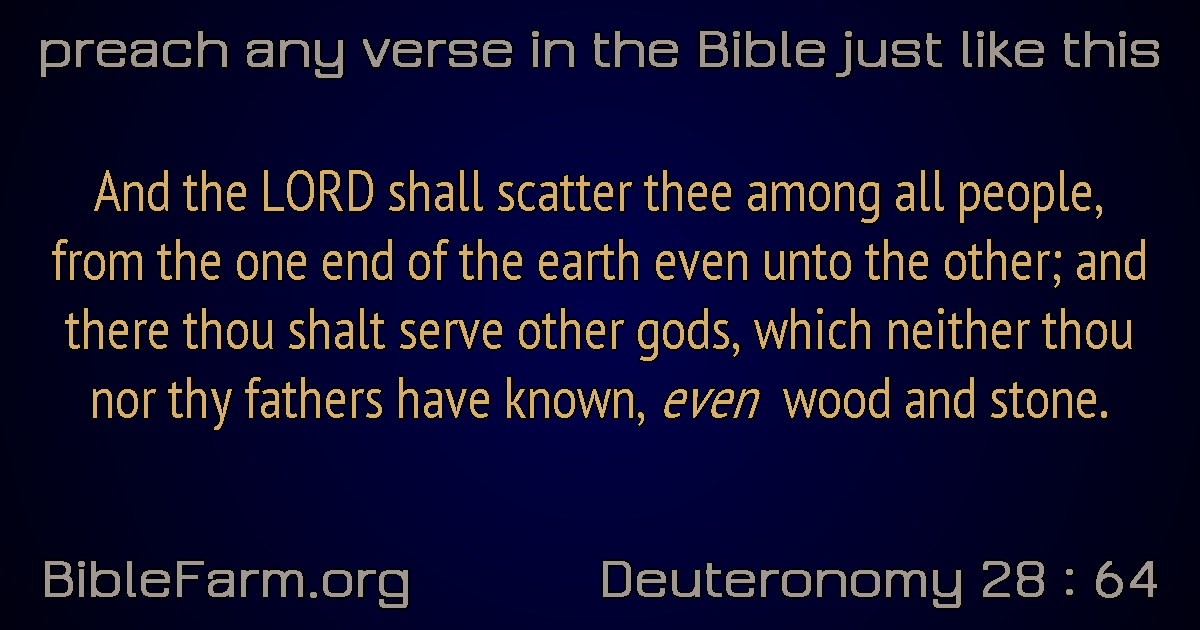 preach any verse in the Bible just like this
And the LORD shall scatter thee among all people,
from the one end of the earth even unto the other; and
there thou shalt serve other gods, which neither thou
nor thy fathers have known, even wood and stone.
BibleFarm.org
Deuteronomy 28 : 64